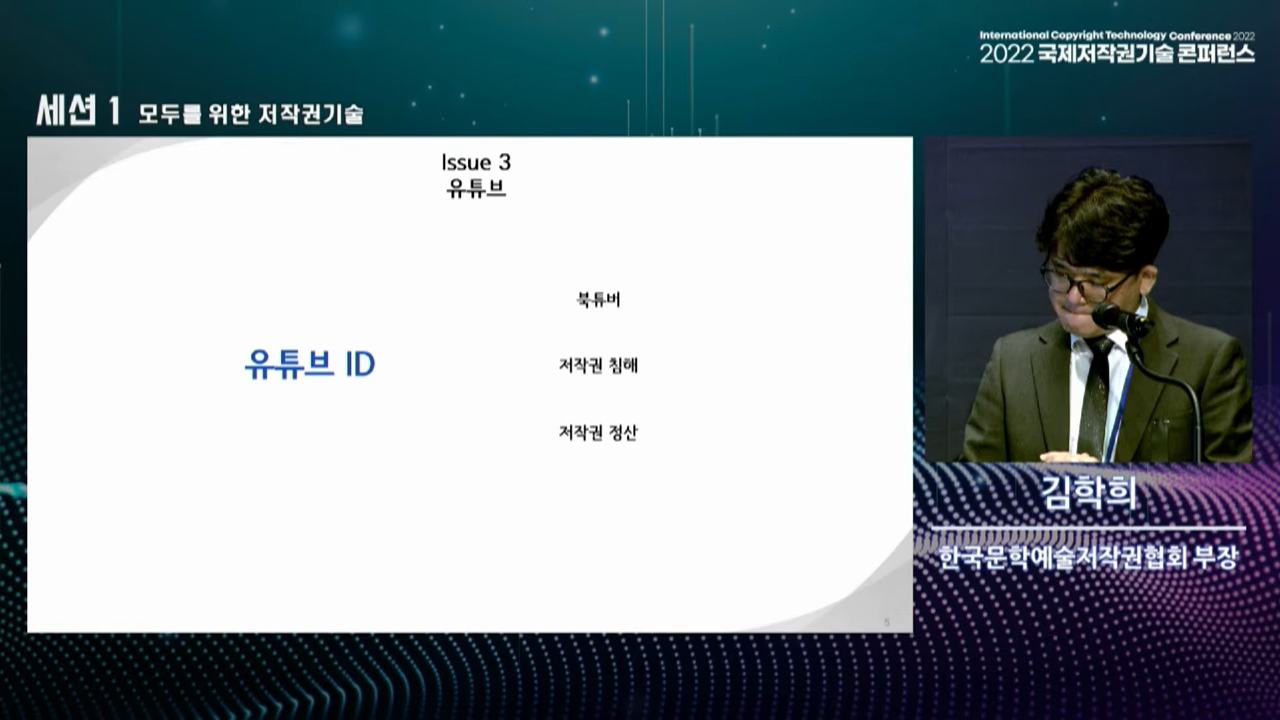 International Copyright Technology Conference 2022
2022 국제저작권기술 콘퍼런스
세션 1 모두를 위한 저작권기술
Issue 3
유튜브
북튜버
유튜브 ID
저작권 침해
저작권 정산
5
김학희
한국문학예술저작권협회 부장